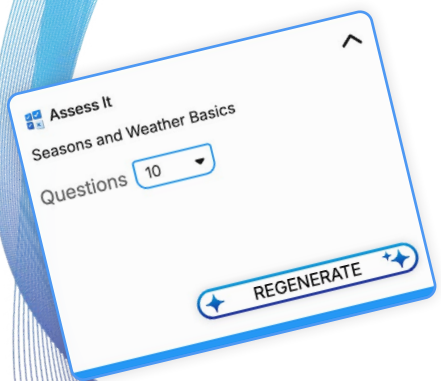 Assess It
Seasons and Weather Basics
Questions 10
REGENERATE